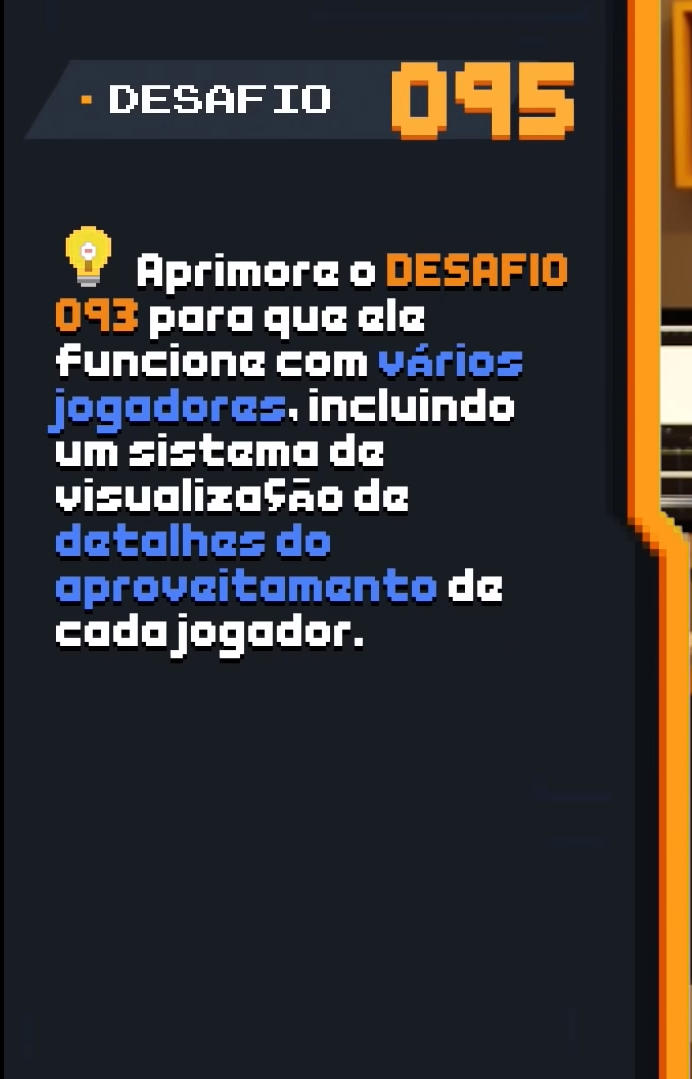 DESAFIO 095
Aprimore o DESAFIO
093 para que ele
funcione com vários
jogadores, incluindo
um sistema de
visualização de
detalhes do
aproveitamento de
cada jogador.